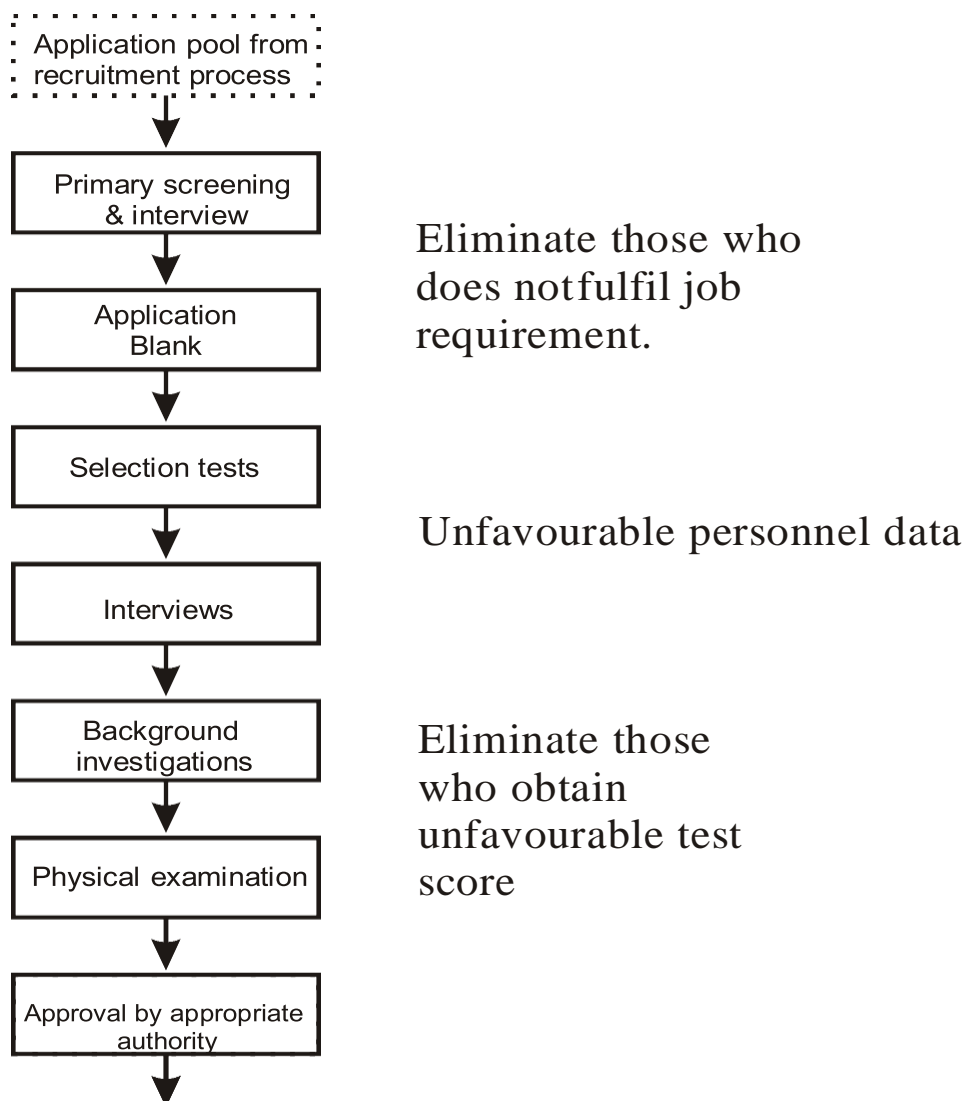 Application pool from
recruitment process
Primary screening
& interview
Eliminate those who
does notfulfil job
requirement.
Application
Blank
Selection tests
Unfavourable personnel data
Interviews
Background
investigations
Eliminate those
who obtain
unfavourable test
score
Physical examination
Approval by appropriate
authority